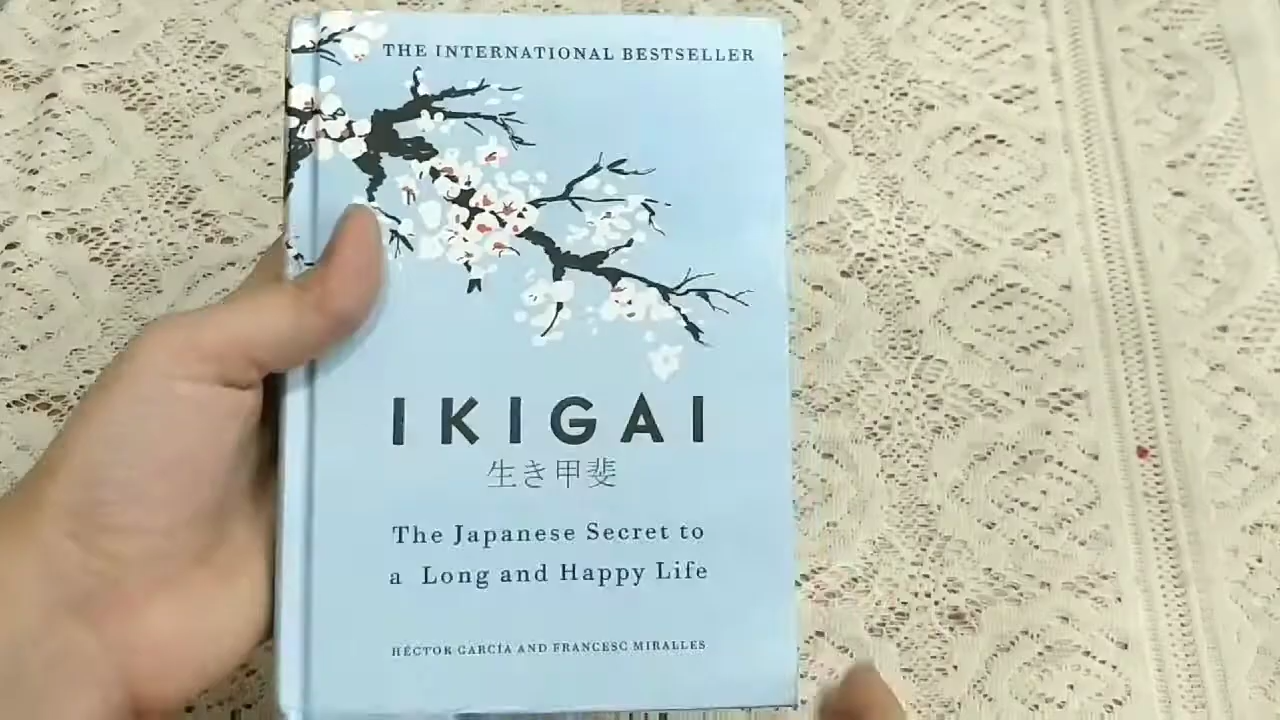 THE INTERNATIONAL BESTSELLER
IKIGAI
生き甲斐
The Japanese Secret to
a Long and Happy Life
HÉCTOR GARCÍA AND FRANCESC MIRALLES